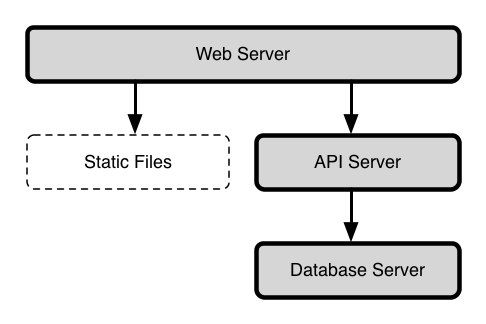 Web Server
Static Files
API Server
Database Server